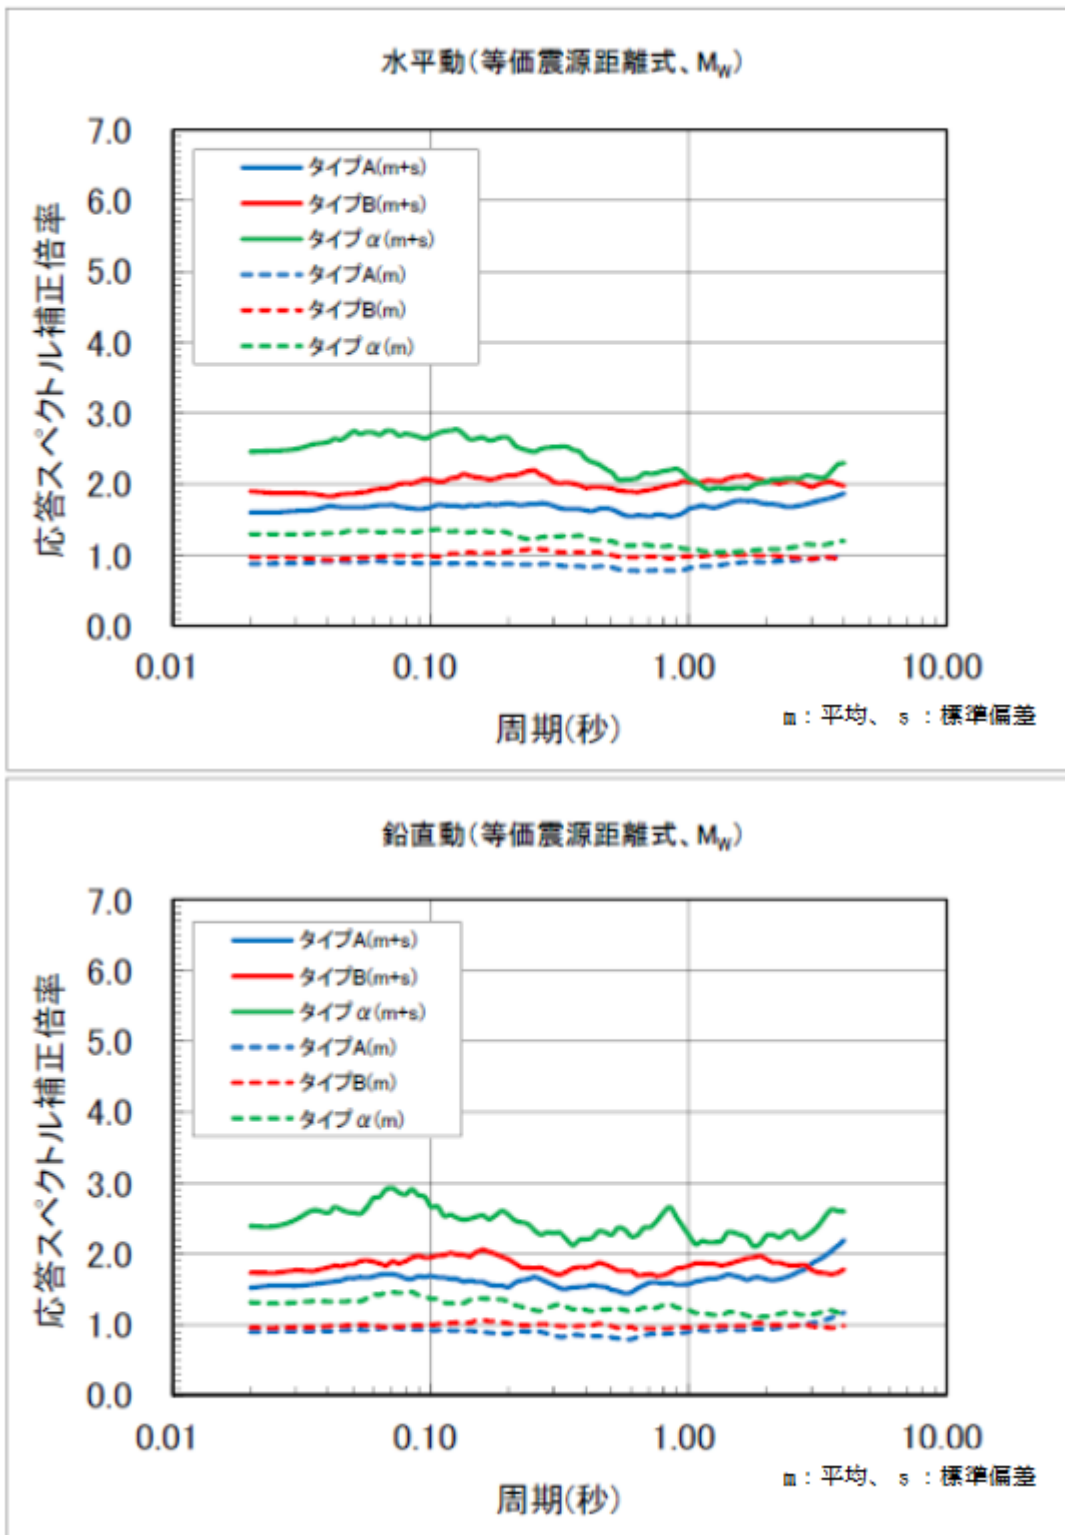 水平動(等価震源距離式、Mw)
応答スペクトル補正倍率
7.0
6.0
5.0
4.0
3.0
2.0
1.0
0.0
タイプA(m+s)
タイプB(m+s)
タイプα(m+s)
タイプA(m)
タイプB(m)
タイプα(m)
0.01 0.10 1.00 10.00
周期(秒)
m：平均、s：標準偏差
鉛直動(等価震源距離式、Mw)
応答スペクトル補正倍率
7.0
6.0
5.0
4.0
3.0
2.0
1.0
0.0
タイプA(m+s)
タイプB(m+s)
タイプα(m+s)
タイプA(m)
タイプB(m)
タイプα(m)
0.01 0.10 1.00 10.00
周期(秒)
m：平均、s：標準偏差